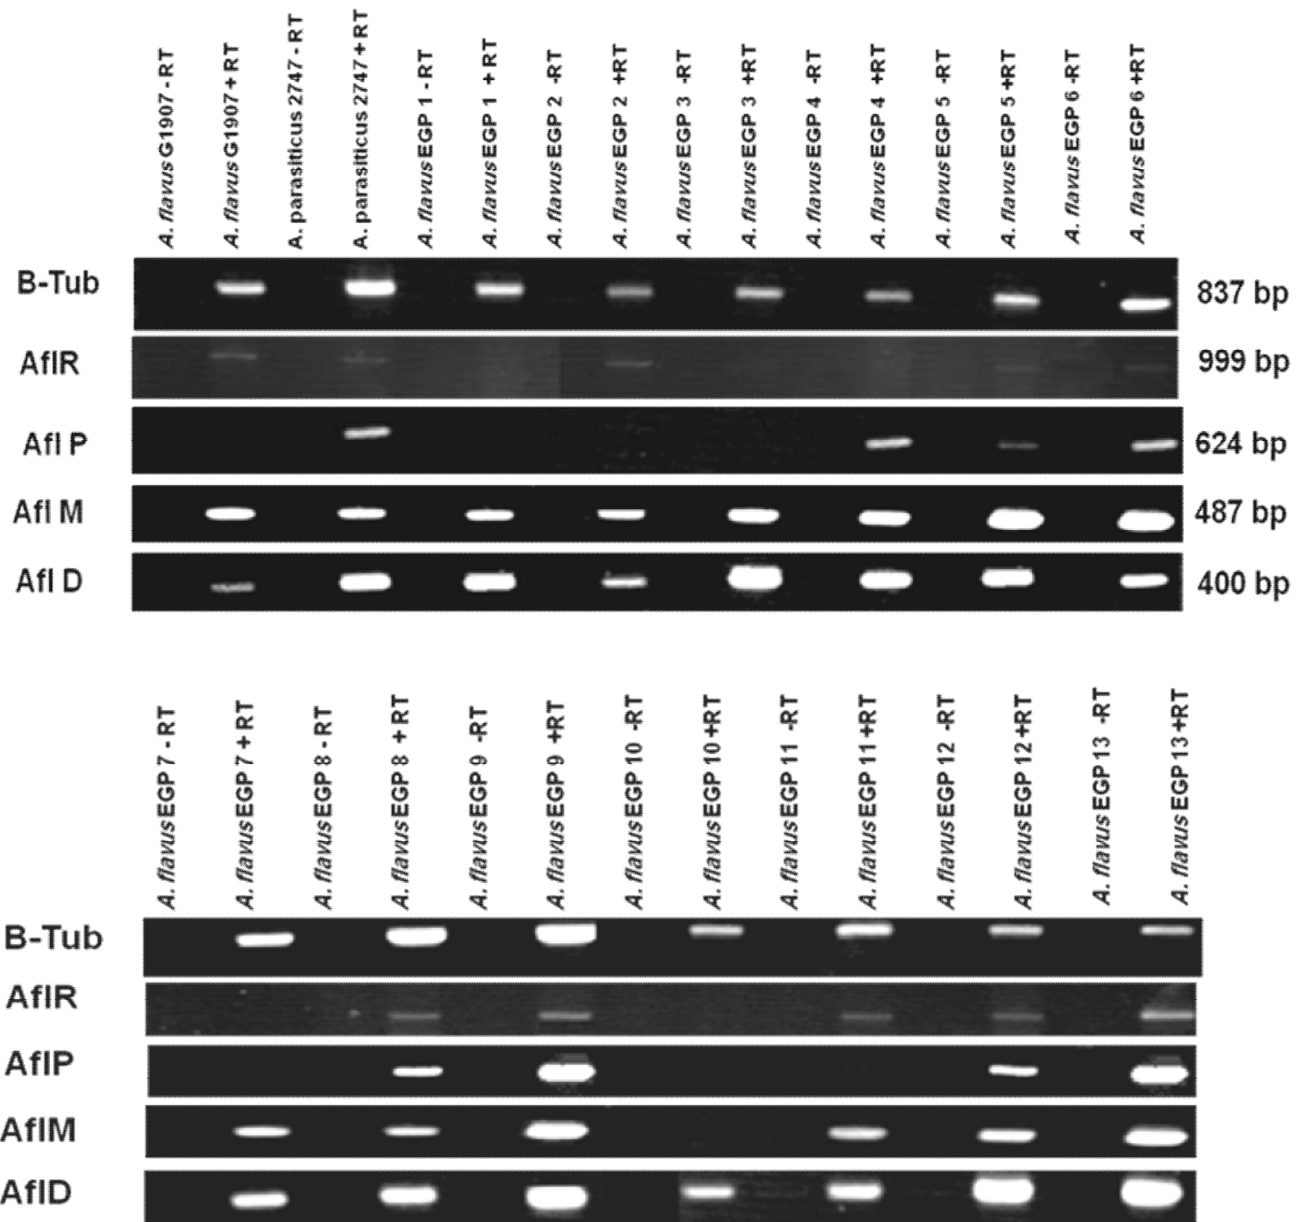 A. flavus G1907 - RT
A. flavus G1907 + RT
A. parasiticus 2747 - RT
A. parasiticus 2747 + RT
A. flavus EGP 1 - RT
A. flavus EGP 1 + RT
A. flavus EGP 2 -RT
A. flavus EGP 2 +RT
A. flavus EGP 3 -RT
A. flavus EGP 3 +RT
A. flavus EGP 4 -RT
A. flavus EGP 4 +RT
A. flavus EGP 5 -RT
A. flavus EGP 5 +RT
A. flavus EGP 6 -RT
A. flavus EGP 6 +RT
B-Tub 837 bp
AflR 999 bp
Afl P 624 bp
Afl M 487 bp
Afl D 400 bp
A. flavus EGP 7 - RT
A. flavus EGP 7 + RT
A. flavus EGP 8 - RT
A. flavus EGP 8 + RT
A. flavus EGP 9 -RT
A. flavus EGP 9 +RT
A. flavus EGP 10 -RT
A. flavus EGP 10 +RT
A. flavus EGP 11 -RT
A. flavus EGP 11 +RT
A. flavus EGP 12 -RT
A. flavus EGP 12 +RT
A. flavus EGP 13 -RT
A. flavus EGP 13 +RT
B-Tub
AflR
AflP
AflM
AflD